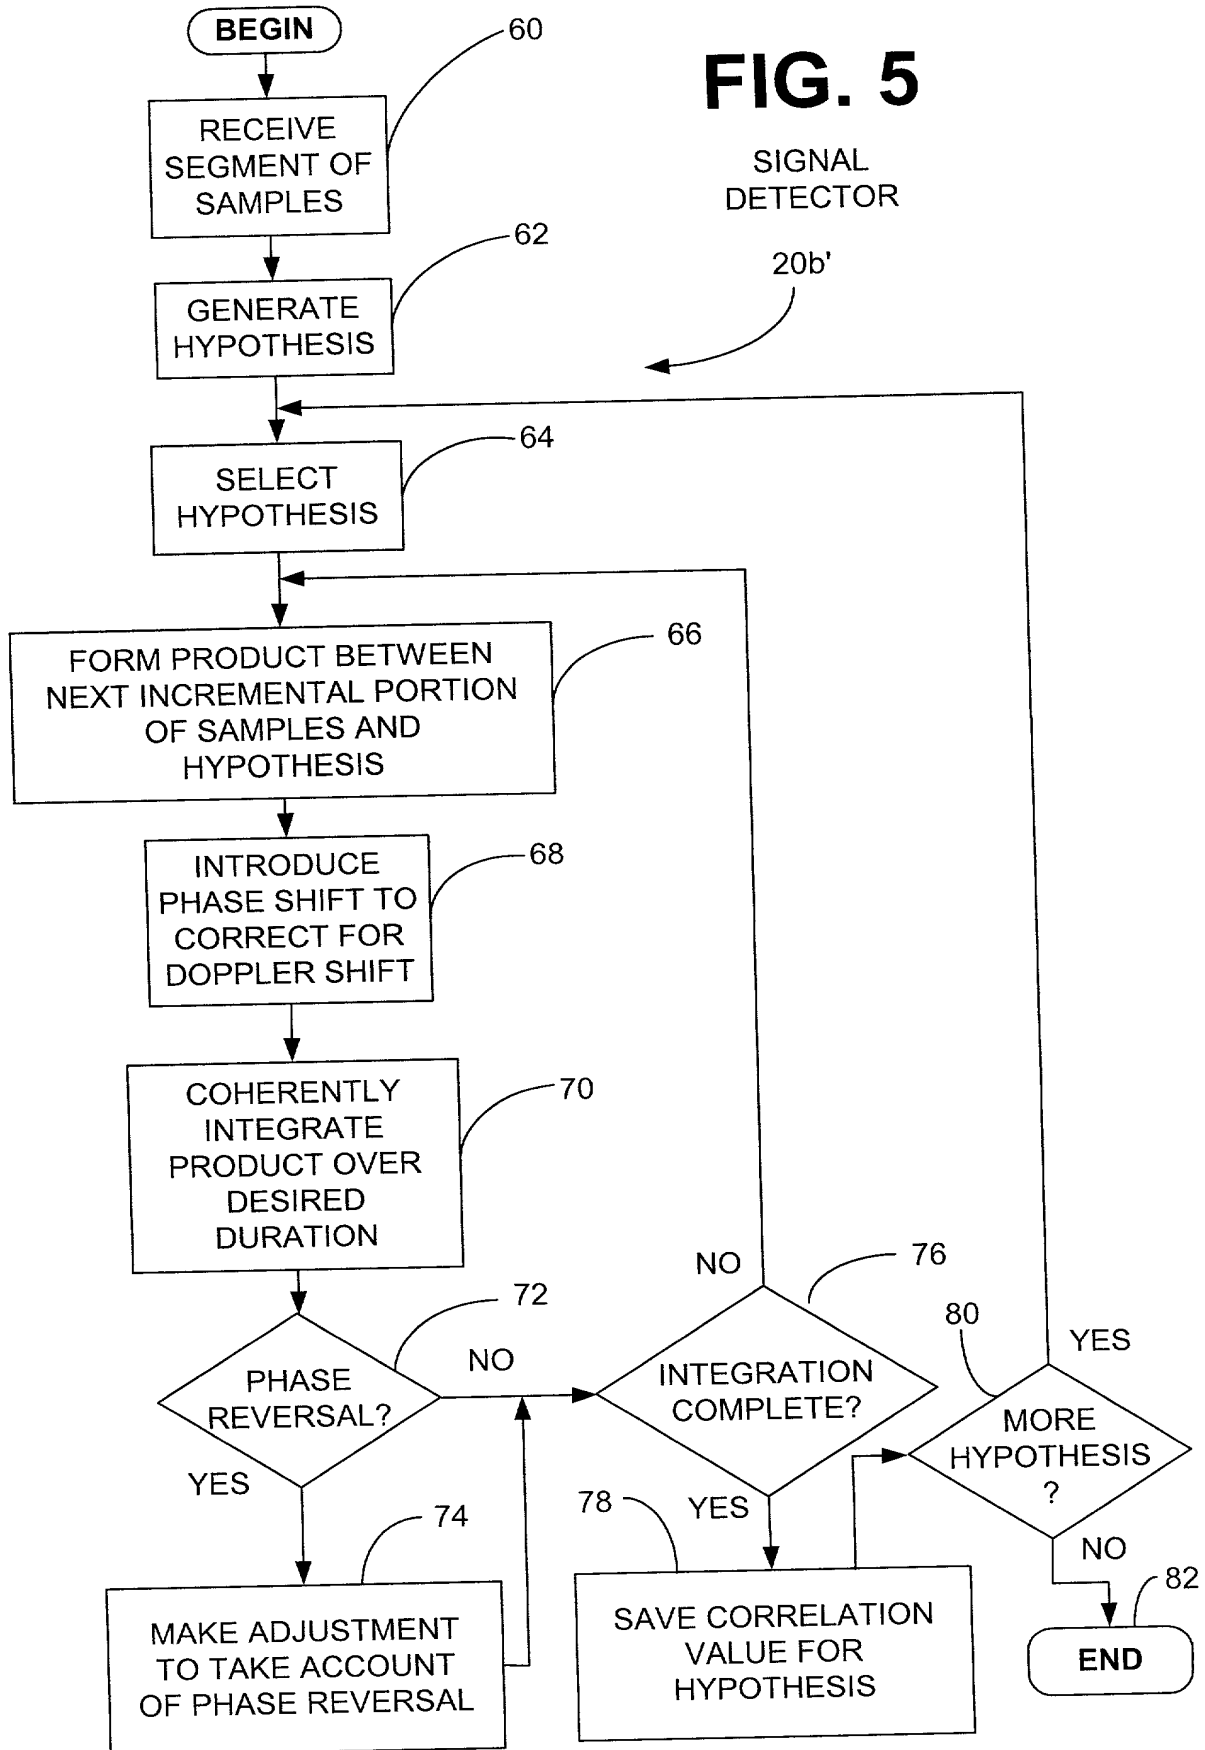 BEGIN
60
FIG. 5
SIGNAL
DETECTOR
RECEIVE
SEGMENT OF
SAMPLES
62
20b'
GENERATE
HYPOTHESIS
64
SELECT
HYPOTHESIS
66
FORM PRODUCT BETWEEN
NEXT INCREMENTAL PORTION
OF SAMPLES AND
HYPOTHESIS
68
INTRODUCE
PHASE SHIFT TO
CORRECT FOR
DOPPLER SHIFT
70
COHERENTLY
INTEGRATE
PRODUCT OVER
DESIRED
DURATION
72
PHASE
REVERSAL?
NO
YES
74
MAKE ADJUSTMENT
TO TAKE ACCOUNT
OF PHASE REVERSAL
NO
76
INTEGRATION
COMPLETE?
YES
78
SAVE CORRELATION
VALUE FOR
HYPOTHESIS
80
YES
MORE
HYPOTHESIS
?
NO
82
END